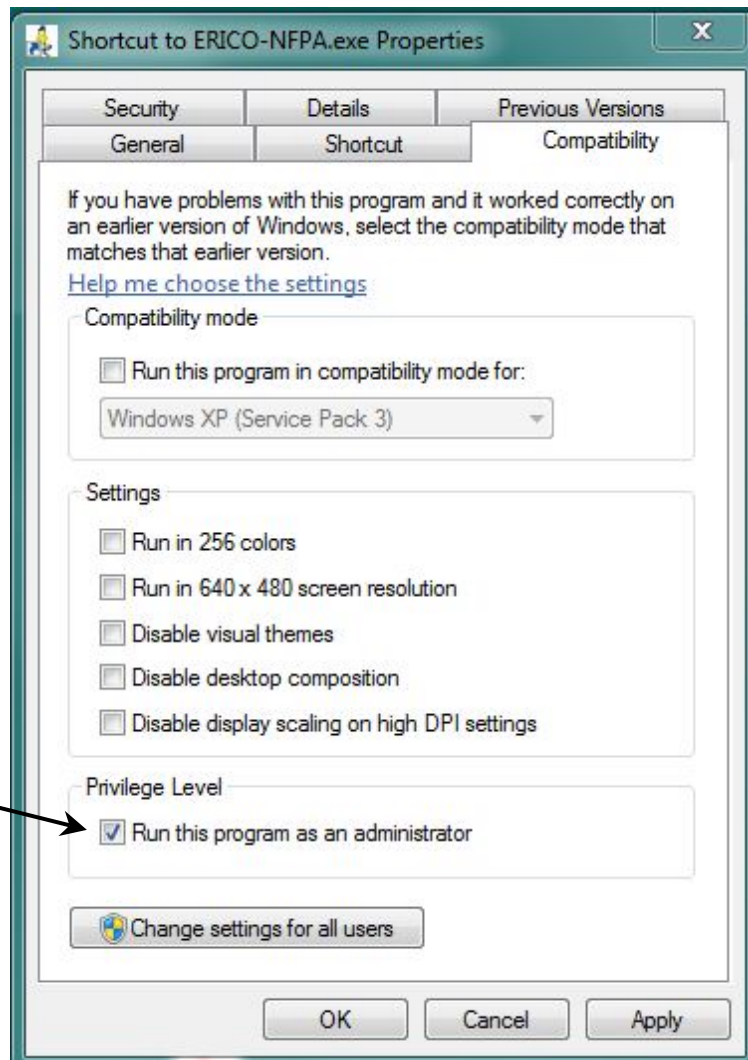 Shortcut to ERICO-NFPA.exe Properties
Security Details Previous Versions
General Shortcut Compatibility
If you have problems with this program and it worked correctly on
an earlier version of Windows, select the compatibility mode that
matches that earlier version.
Help me choose the settings
Compatibility mode
Run this program in compatibility mode for:
Windows XP (Service Pack 3)
Settings
Run in 256 colors
Run in 640 x 480 screen resolution
Disable visual themes
Disable desktop composition
Disable display scaling on high DPI settings
Privilege Level
Run this program as an administrator
Change settings for all users
OK Cancel Apply